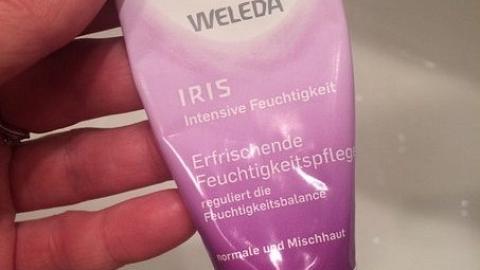 WELEDA
IRIS
Intensive Feuchtigkeit
Erfrischende
Feuchtigkeitspflege
reguliert die
Feuchtigkeitsbalance
normale und Mischhaut